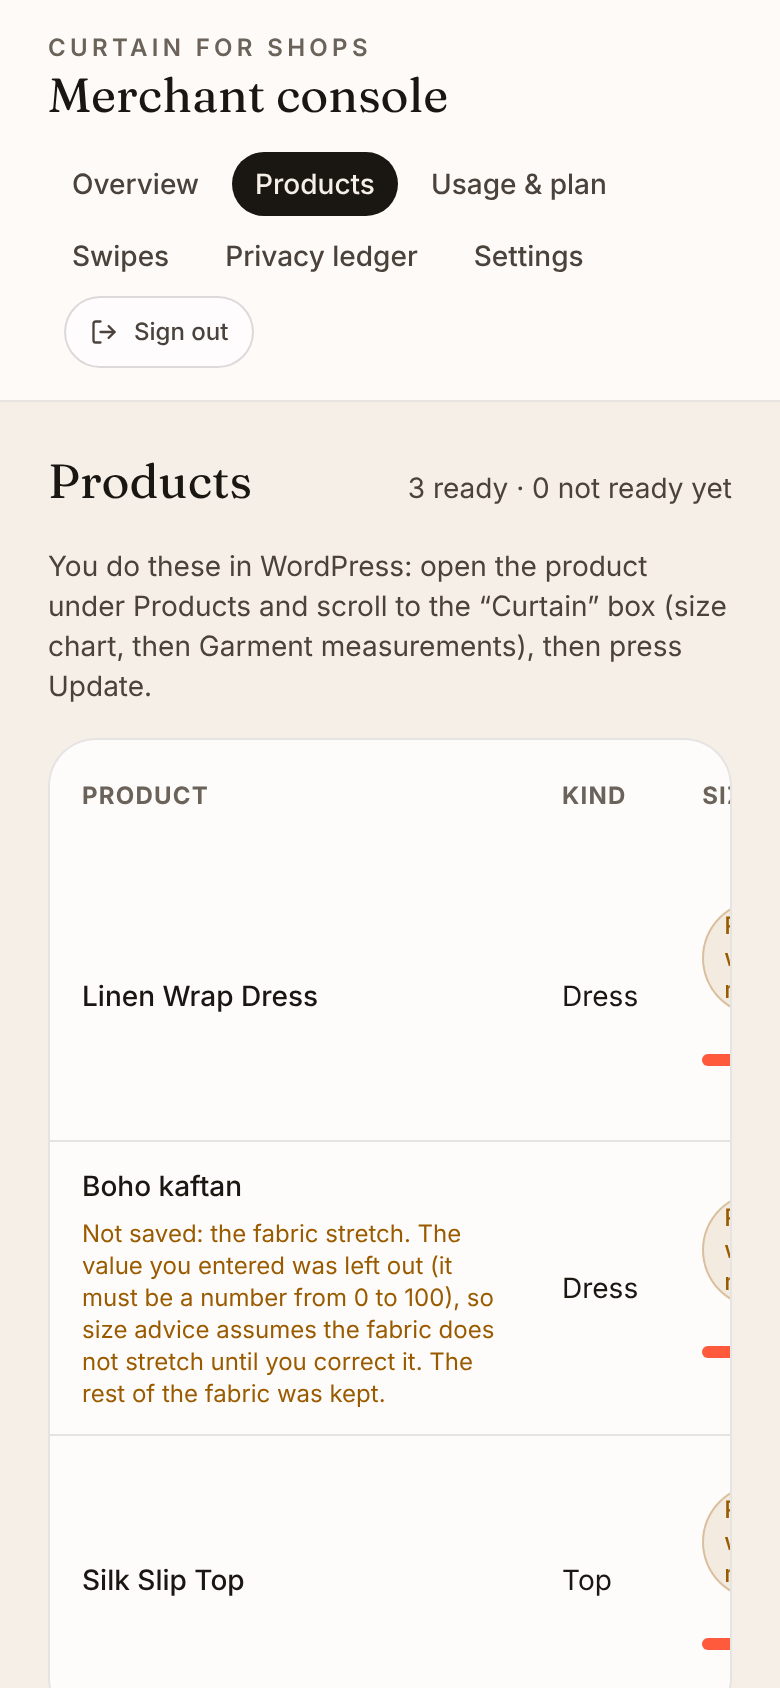 CURTAIN FOR SHOPS
Merchant console
Overview Products Usage & plan
Swipes Privacy ledger Settings
Sign out
Products 3 ready · 0 not ready yet
You do these in WordPress: open the product
under Products and scroll to the “Curtain” box (size
chart, then Garment measurements), then press
Update.
PRODUCT KIND
Linen Wrap Dress Dress
Boho kaftan
Not saved: the fabric stretch. The
value you entered was left out (it
must be a number from 0 to 100), so
size advice assumes the fabric does
not stretch until you correct it. The
rest of the fabric was kept.
Dress
Silk Slip Top Top